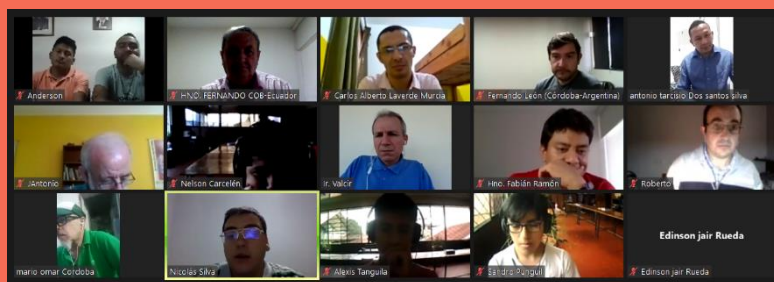 Anderson
HNO. FERNANDO COB-Ecuador
Carlos Alberto Laverde Murcia
Fernando León (Córdoba-Argentina)
antonio tarcisio Dos santos silva
JAntonio
Nelson Carcelén
Ir. Valcir
Hno. Fabián Ramón
Roberto
mario omar Cordoba
Nicolás Silva
Alexis Tanguila
Sandro Punguil
Edinson jair Rueda
Edinson jair Rueda